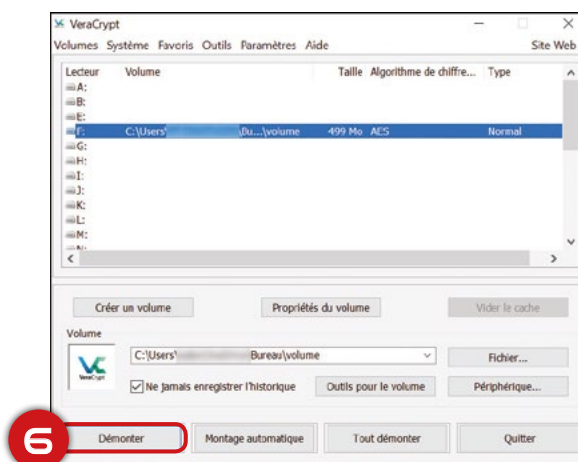 VeraCrypt
Volumes Système Favoris Outils Paramètres Aide Site Web
Lecteur Volume Taille Algorithme de chiffre... Type
A:
B:
E:
F: C:\Users\ \Bu...\volume 499 Mo AES Normal
G:
H:
I:
J:
K:
L:
M:
N:
Créer un volume Propriétés du volume Vider le cache
Volume
C:\Users\ Bureau\volume Fichier...
VeraCrypt
Ne jamais enregistrer l'historique Outils pour le volume Périphérique...
6 Démonter Montage automatique Tout démonter Quitter